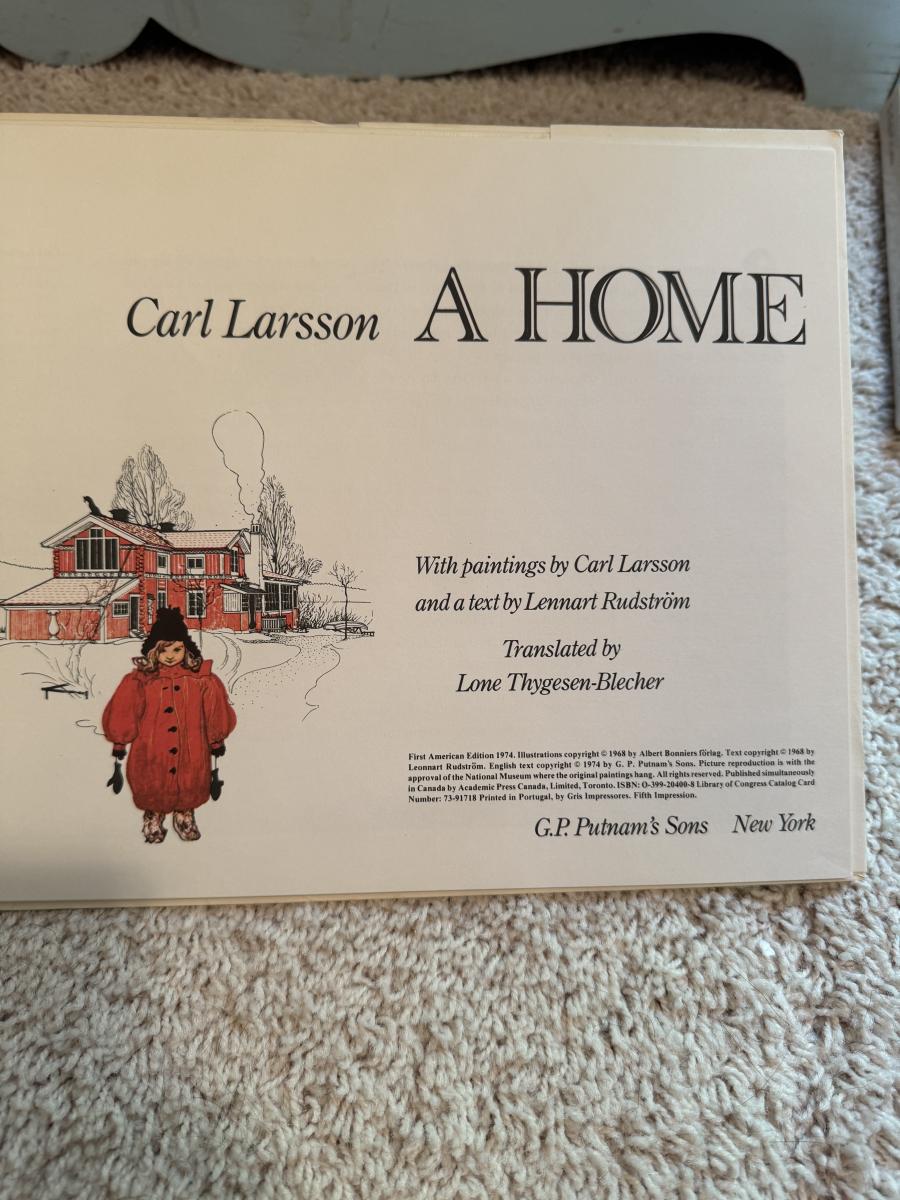 Carl Larsson A HOME
With paintings by Carl Larsson
and a text by Lennart Rudström
Translated by
Lone Thygesen-Blecher
First American Edition 1974. Illustrations copyright © 1968 by Albert Bonniers förlag. Text copyright © 1968 by
Leonnart Rudström. English text copyright © 1974 by G. P. Putnam's Sons. Picture reproduction is with the
approval of the National Museum where the original paintings hang. All rights reserved. Published simultaneously
in Canada by Academic Press Canada, Limited, Toronto. ISBN: O-399-20400-8 Library of Congress Catalog Card
Number: 73-91718 Printed in Portugal, by Gris Impressores. Fifth Impression.
G.P. Putnam's Sons New York